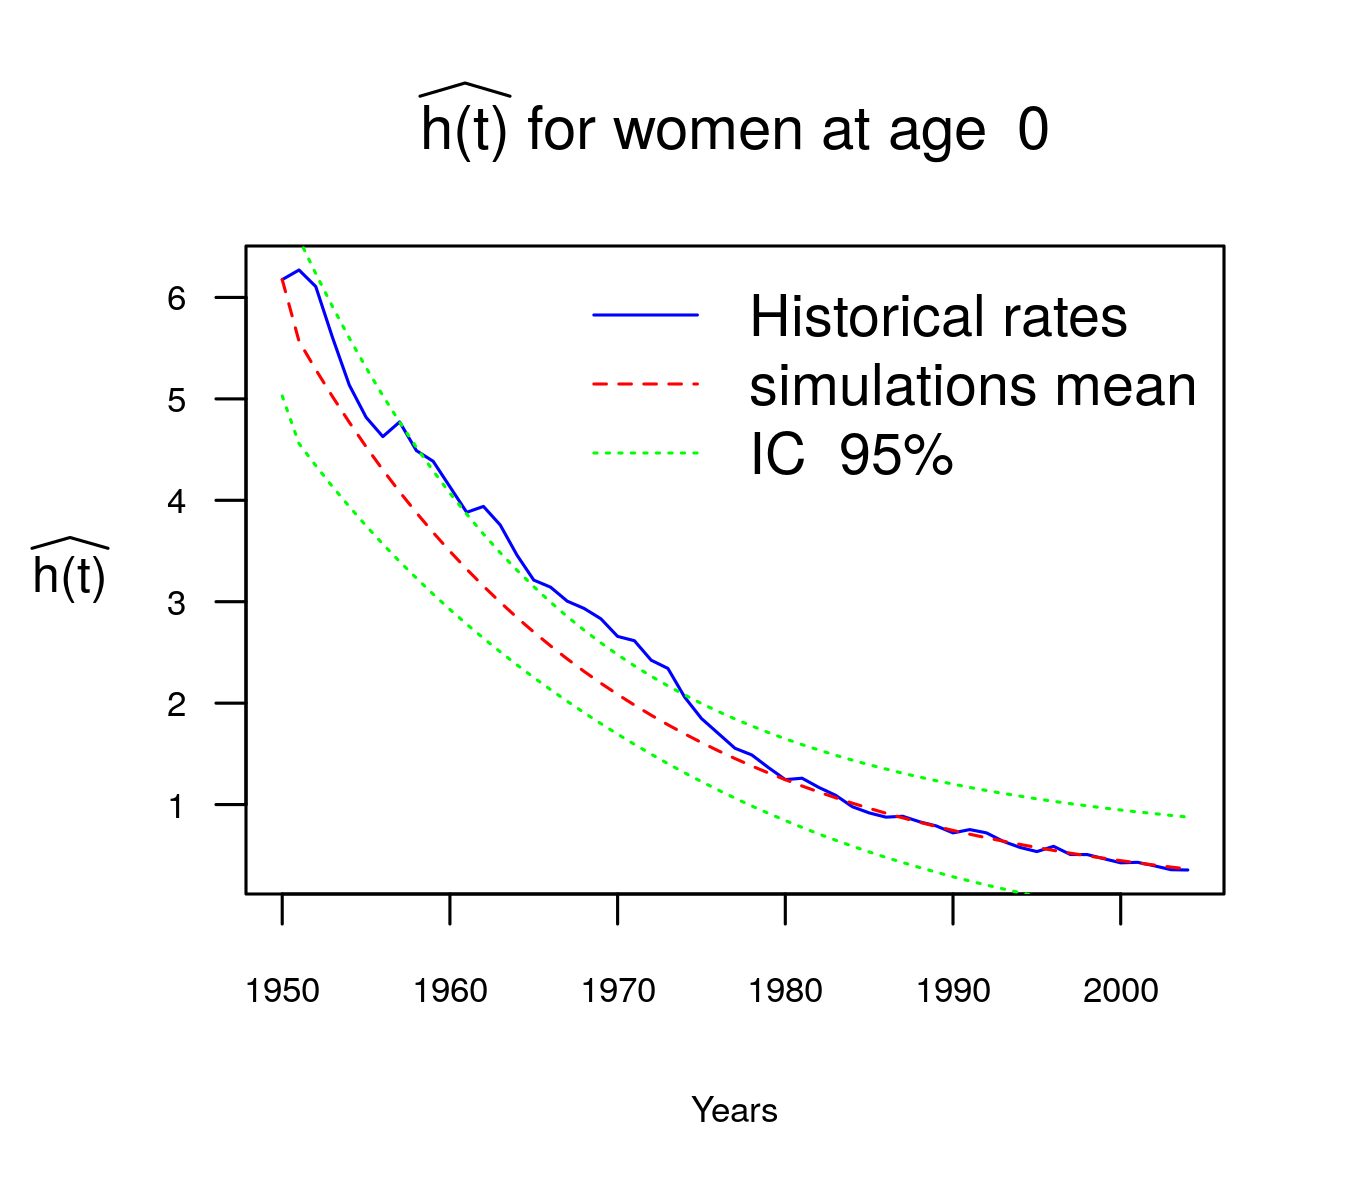 h(t) for women at age 0
Historical rates
simulations mean
IC 95%
6
5
4
3
2
1
h(t)
1950 1960 1970 1980 1990 2000
Years